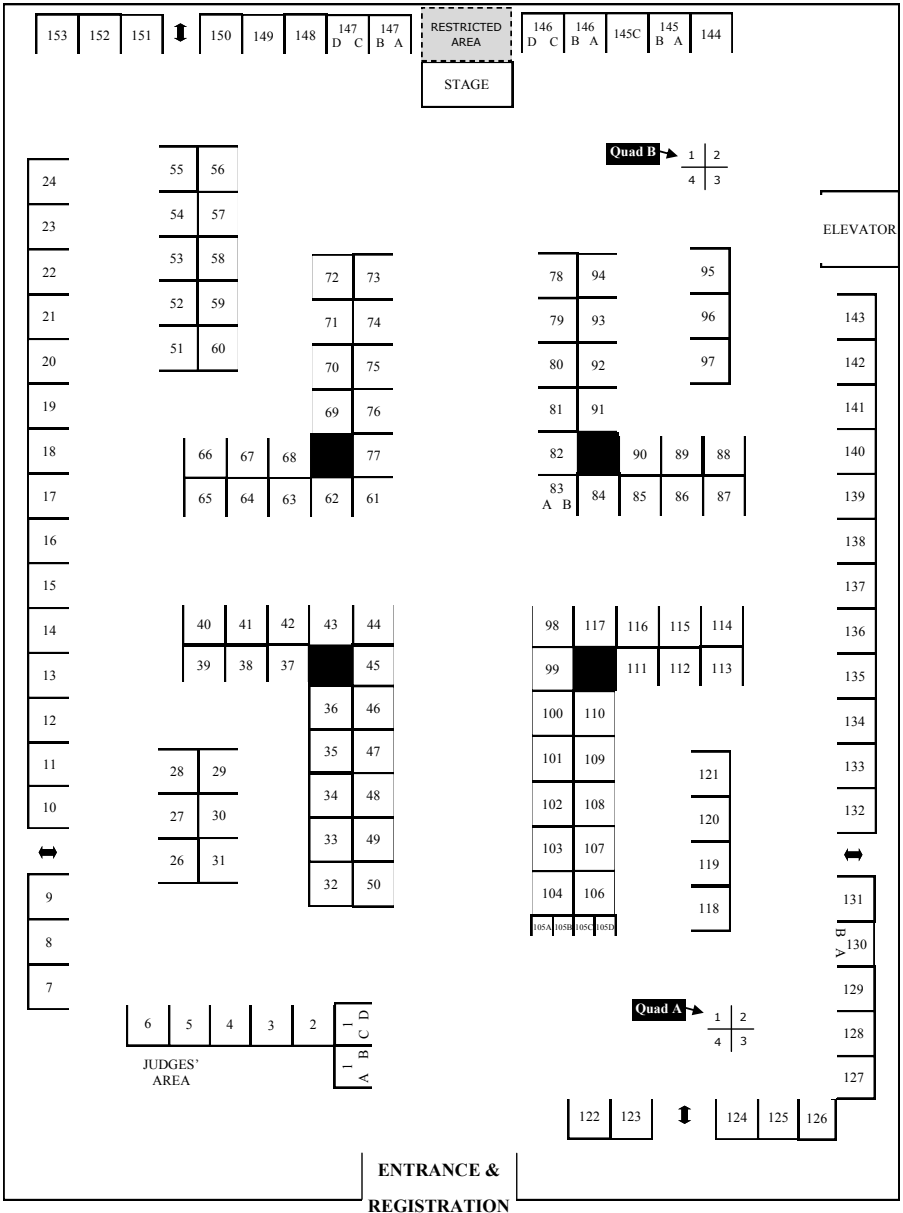 153 152 151 150 149 148 147 147 RESTRICTED 146 146 145C 145 144
D C B A AREA D C B A B A
STAGE
Quad B 1 2
4 3
55 56
24
54 57
23
ELEVATOR
53 58
22 72 73 78 94 95
52 59
21 71 74 79 93 96 143
51 60
20 70 75 80 92 97 142
19 69 76 81 91 141
18 66 67 68 77 82 90 89 88 140
17 65 64 63 62 61 83 84 85 86 87 139
A B
16 138
15 137
14 40 41 42 43 44 98 117 116 115 114 136
13 39 38 37 45 99 111 112 113 135
12 36 46 100 110 134
11 28 29 35 47 101 109 121 133
10 27 30 34 48 102 108 120 132
26 31 33 49 103 107 119
9 32 50 104 106 118 131
105A 105B 105C 105D
8 B A 130
7 129
Quad A 1 2
4 3
6 5 4 3 2 1 C D 128
JUDGES'
AREA
1 A B 127
122 123 124 125 126
ENTRANCE &
REGISTRATION